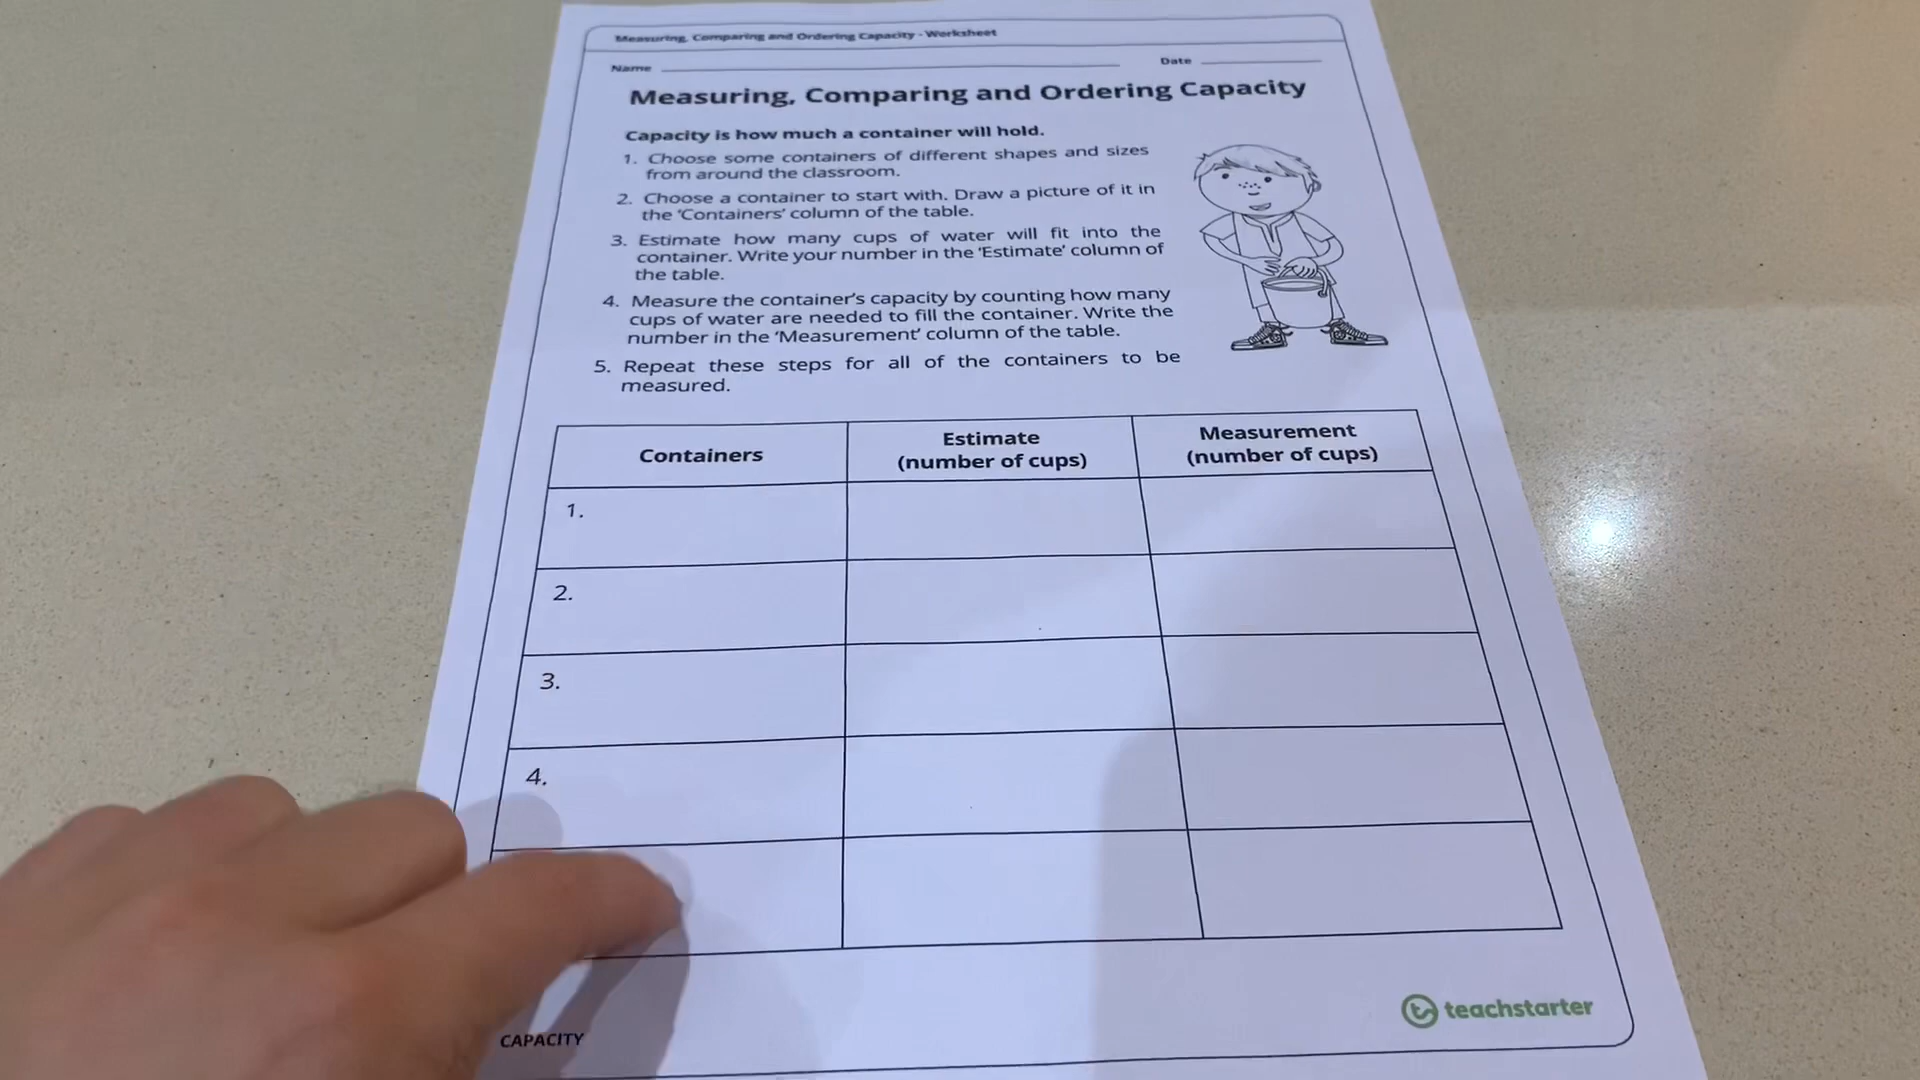 Measuring, Comparing and Ordering Capacity - Worksheet
Name
Date
Measuring, Comparing and Ordering Capacity
Capacity is how much a container will hold.
1. Choose some containers of different shapes and sizes
from around the classroom.
2. Choose a container to start with. Draw a picture of it in
the 'Containers' column of the table.
3. Estimate how many cups of water will fit into the
container. Write your number in the 'Estimate' column of
the table.
4. Measure the container's capacity by counting how many
cups of water are needed to fill the container. Write the
number in the 'Measurement' column of the table.
5. Repeat these steps for all of the containers to be
measured.
Containers
Estimate
(number of cups)
Measurement
(number of cups)
1.
2.
3.
4.
teachstarter
CAPACITY